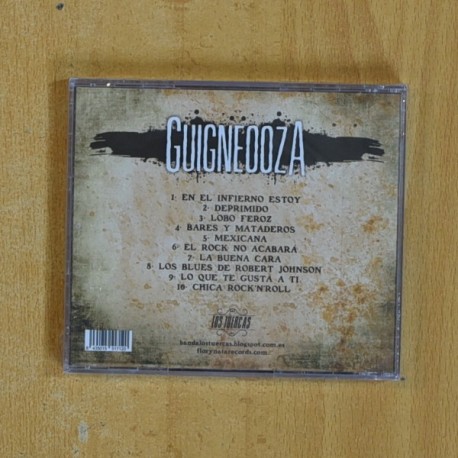 GUIGNEDOZA
1- EN EL INFIERNO ESTOY
2- DEPRIMIDO
3- LOBO FEROZ
4- BARES Y MATADEROS
5- MEXICANA
6- EL ROCK NO ACABARÁ
7- LA BUENA CARA
8- LOS BLUES DE ROBERT JOHNSON
9- LO QUE TE GUSTA A TI
10- CHICA ROCK'N'ROLL